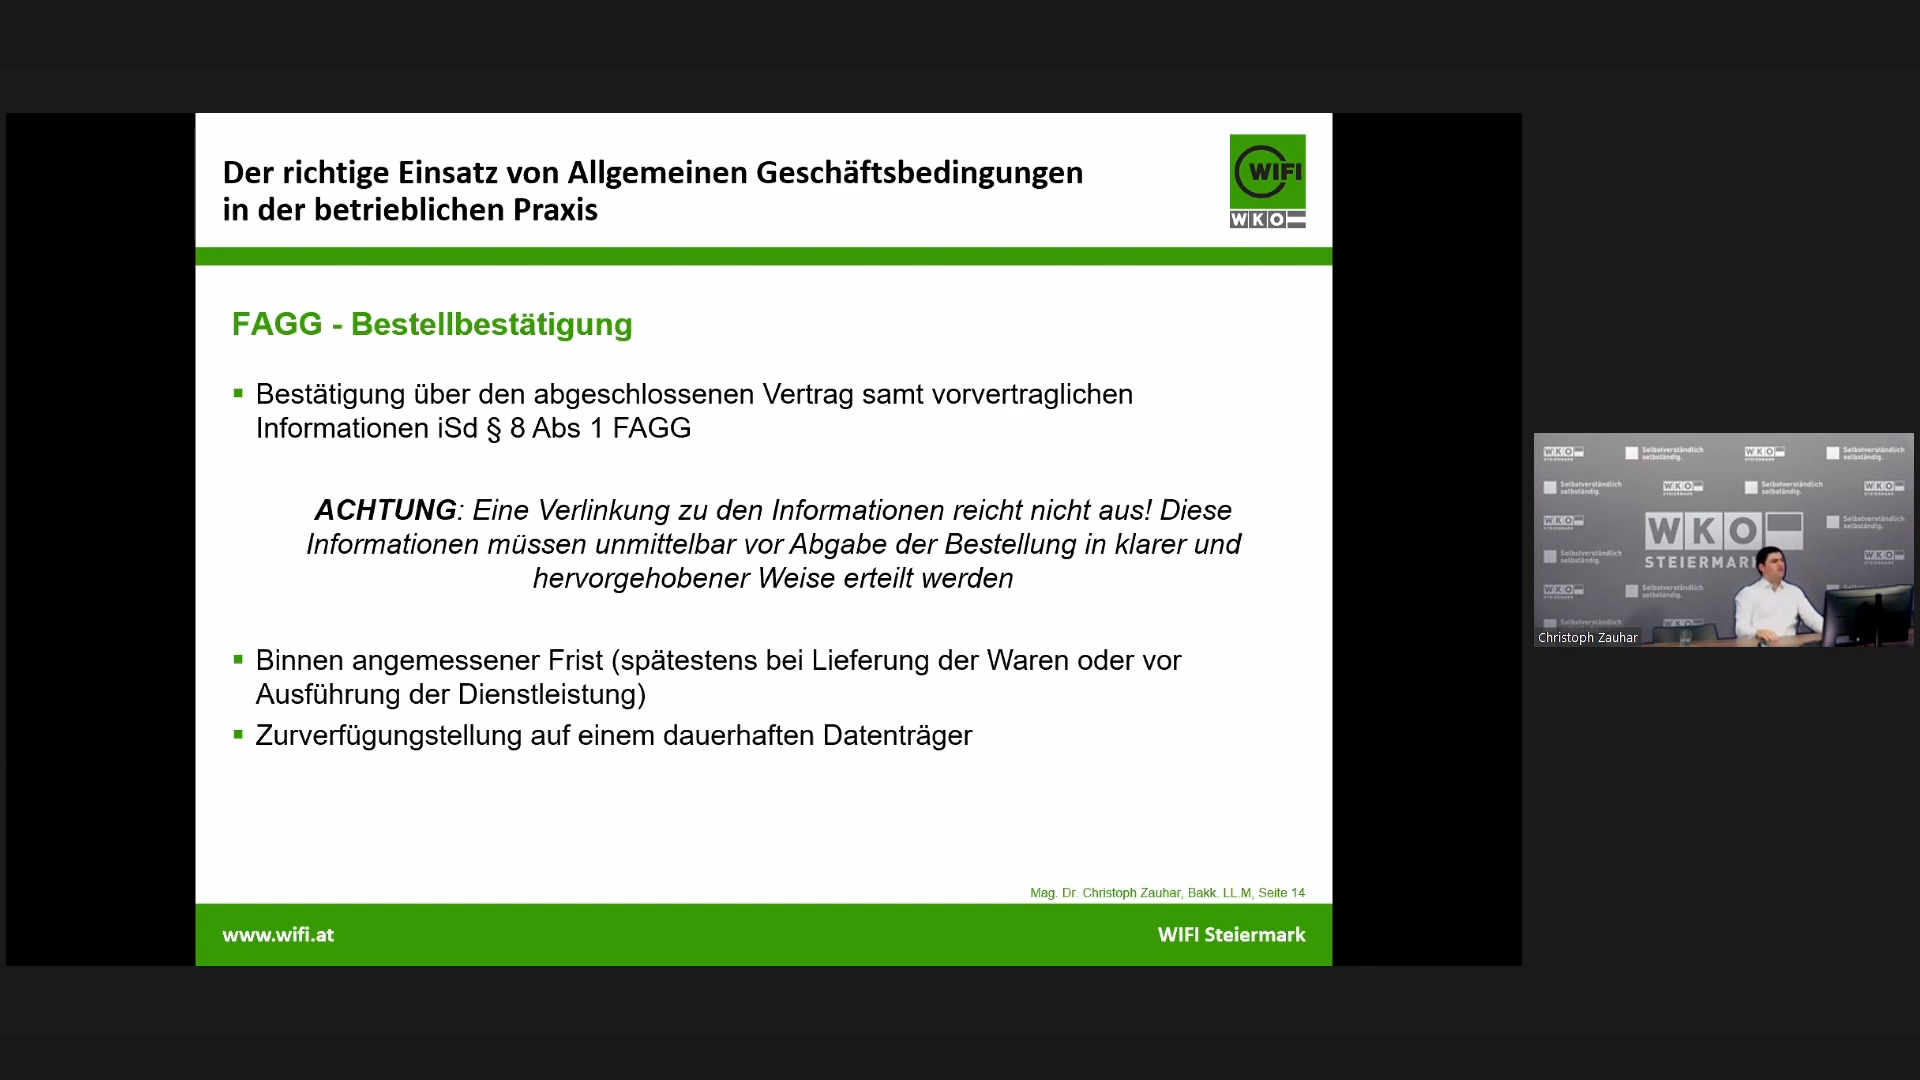 Der richtige Einsatz von Allgemeinen Geschäftsbedingungen
in der betrieblichen Praxis
WIFI
WKO
FAGG - Bestellbestätigung
▪ Bestätigung über den abgeschlossenen Vertrag samt vorvertraglichen
Informationen iSd § 8 Abs 1 FAGG
ACHTUNG: Eine Verlinkung zu den Informationen reicht nicht aus! Diese
Informationen müssen unmittelbar vor Abgabe der Bestellung in klarer und
hervorgehobener Weise erteilt werden
▪ Binnen angemessener Frist (spätestens bei Lieferung der Waren oder vor
Ausführung der Dienstleistung)
▪ Zurverfügungstellung auf einem dauerhaften Datenträger
Mag. Dr. Christoph Zauhar, Bakk. LL.M, Seite 14
www.wifi.at
WIFI Steiermark
WKO STEIERMARK
Selbstverständlich selbständig.
WKO
STEIERMARK
Christoph Zauhar